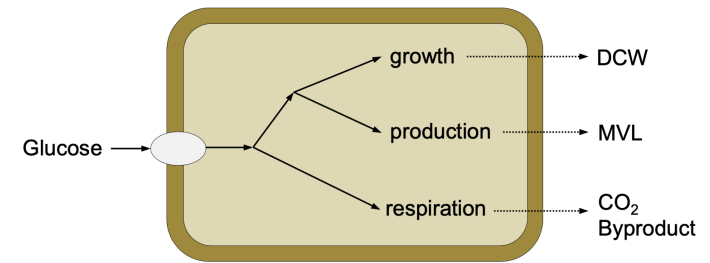 growth
DCW
Glucose
production
MVL
respiration
CO₂
Byproduct